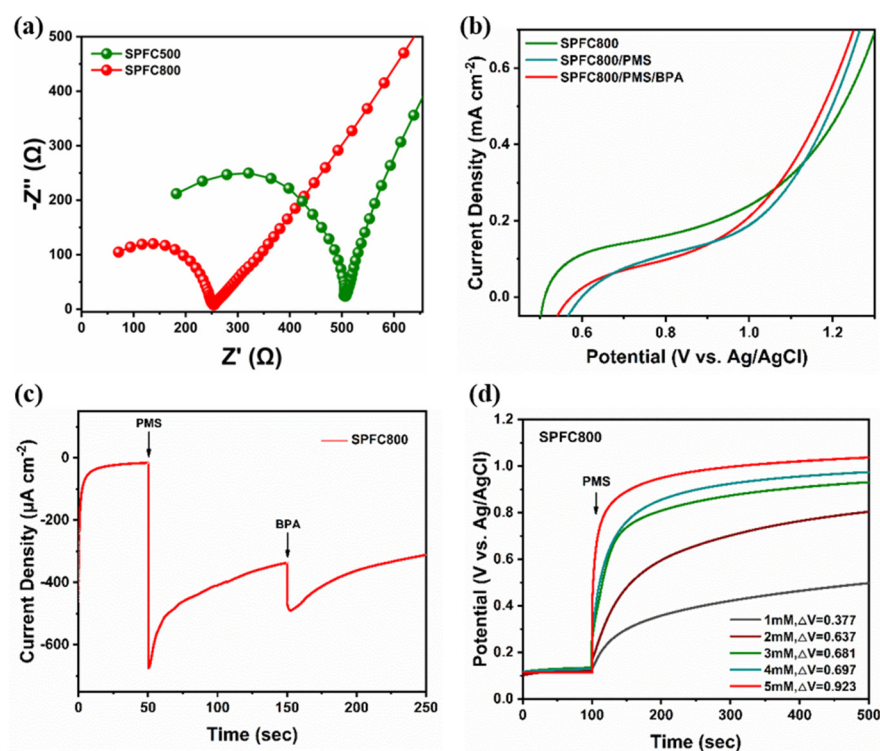 (a)
500
400
300
200
100
0
-Z'' (Ω)
SPFC500
SPFC800
0 100 200 300 400 500 600
Z' (Ω)
(b)
0.6
0.4
0.2
0.0
Current Density (mA cm⁻²)
SPFC800
SPFC800/PMS
SPFC800/PMS/BPA
0.6 0.8 1.0 1.2
Potential (V vs. Ag/AgCl)
(c)
0
-200
-400
-600
Current Density (μA cm⁻²)
PMS
BPA
SPFC800
0 50 100 150 200 250
Time (sec)
(d)
1.2
1.0
0.8
0.6
0.4
0.2
0.0
Potential (V vs. Ag/AgCl)
SPFC800
PMS
1mM,△V=0.377
2mM,△V=0.637
3mM,△V=0.681
4mM,△V=0.697
5mM,△V=0.923
0 100 200 300 400 500
Time (sec)